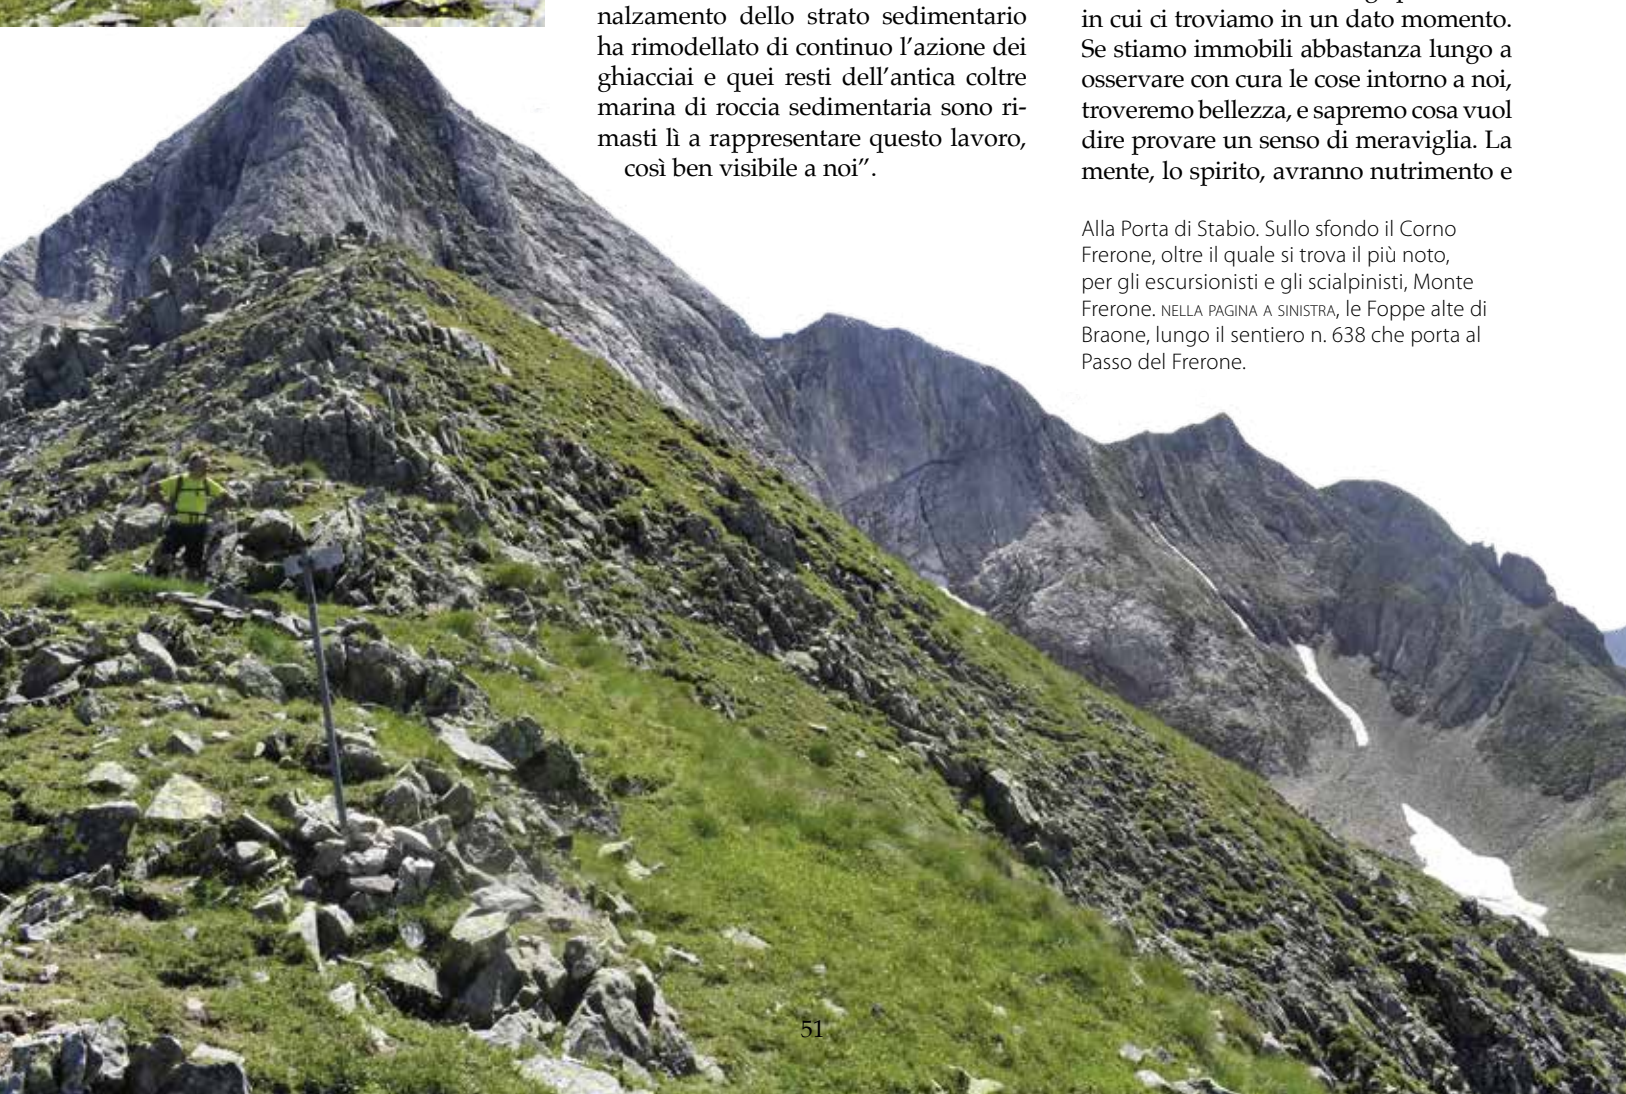 nalzamento dello strato sedimentario
ha rimodellato di continuo l’azione dei
ghiacciai e quei resti dell’antica coltre
marina di roccia sedimentaria sono ri-
masti lì a rappresentare questo lavoro,
così ben visibile a noi”.
in cui ci troviamo in un dato momento.
Se stiamo immobili abbastanza lungo a
osservare con cura le cose intorno a noi,
troveremo bellezza, e sapremo cosa vuol
dire provare un senso di meraviglia. La
mente, lo spirito, avranno nutrimento e
Alla Porta di Stabio. Sullo sfondo il Corno
Frerone, oltre il quale si trova il più noto,
per gli escursionisti e gli scialpinisti, Monte
Frerone. NELLA PAGINA A SINISTRA, le Foppe alte di
Braone, lungo il sentiero n. 638 che porta al
Passo del Frerone.
51